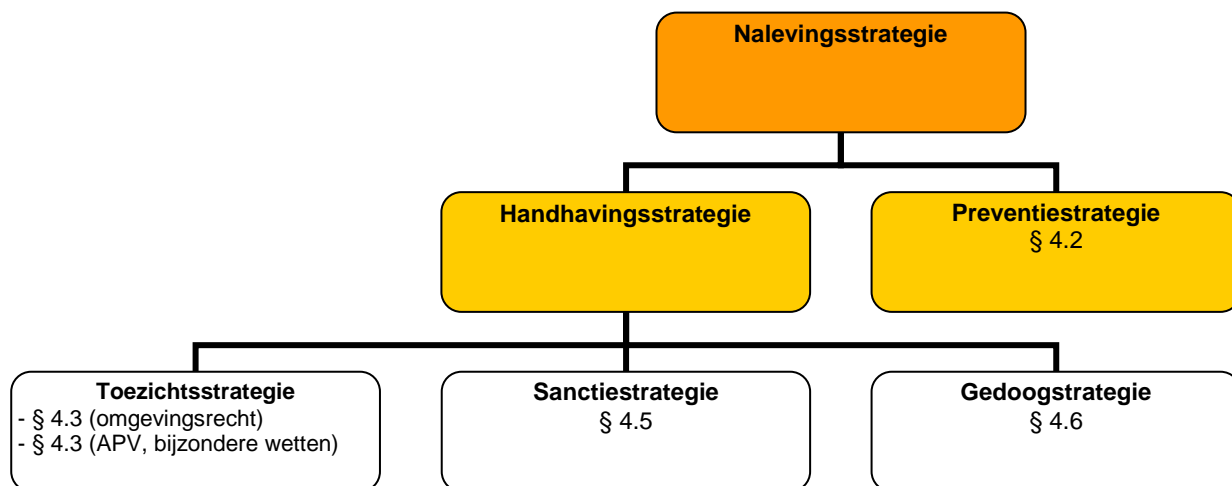 Nalevingsstrategie
Handhavingsstrategie
Preventiestrategie
§ 4.2
Toezichtsstrategie
- § 4.3 (omgevingsrecht)
- § 4.3 (APV, bijzondere wetten)
Sanctiestrategie
§ 4.5
Gedoogstrategie
§ 4.6